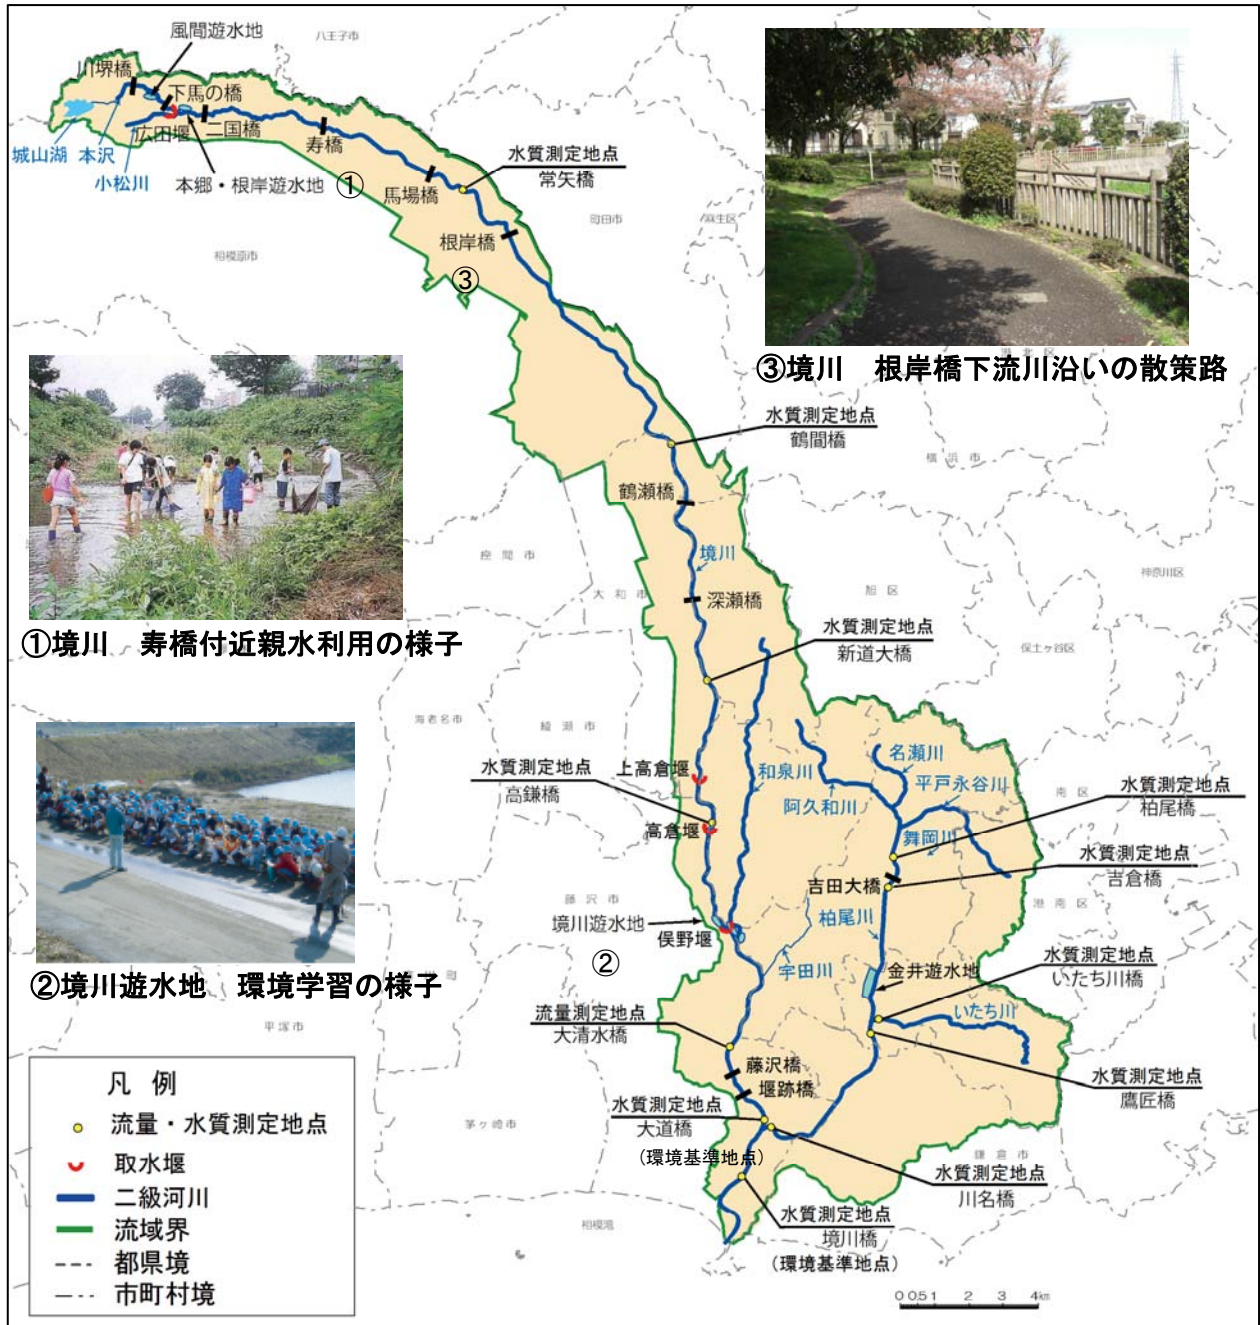 風間遊水地
八王子市
川堺橋
下馬の橋
広田堰
二国橋
寿橋
城山湖
本沢
小松川
本郷・根岸遊水地
①
馬場橋
水質測定地点
常矢橋
町田市
麻生区
根岸橋
相模原市
③
港北区
③境川 根岸橋下流川沿いの散策路
水質測定地点
鶴間橋
横浜市
鶴瀬橋
境川
座間市
大和市
旭区
神奈川区
深瀬橋
①境川 寿橋付近親水利用の様子
水質測定地点
新道大橋
保土ヶ谷区
海老名市
綾瀬市
水質測定地点
高鎌橋
上高倉堰
高倉堰
和泉川
阿久和川
名瀬川
平戸永谷川
南区
水質測定地点
柏尾橋
舞岡川
水質測定地点
吉倉橋
吉田大橋
藤沢市
境川遊水地
俣野堰
柏尾川
港南区
②
宇田川
金井遊水地
水質測定地点
いたち川橋
②境川遊水地 環境学習の様子
平塚市
流量測定地点
大清水橋
いたち川
藤沢橋
堰跡橋
水質測定地点
鷹匠橋
水質測定地点
大道橋
(環境基準地点)
茅ヶ崎市
鎌倉市
水質測定地点
川名橋
水質測定地点
境川橋
(環境基準地点)
相模湾
凡 例
流量・水質測定地点
取水堰
二級河川
流域界
都県境
市町村境
0 0.5 1 2 3 4km